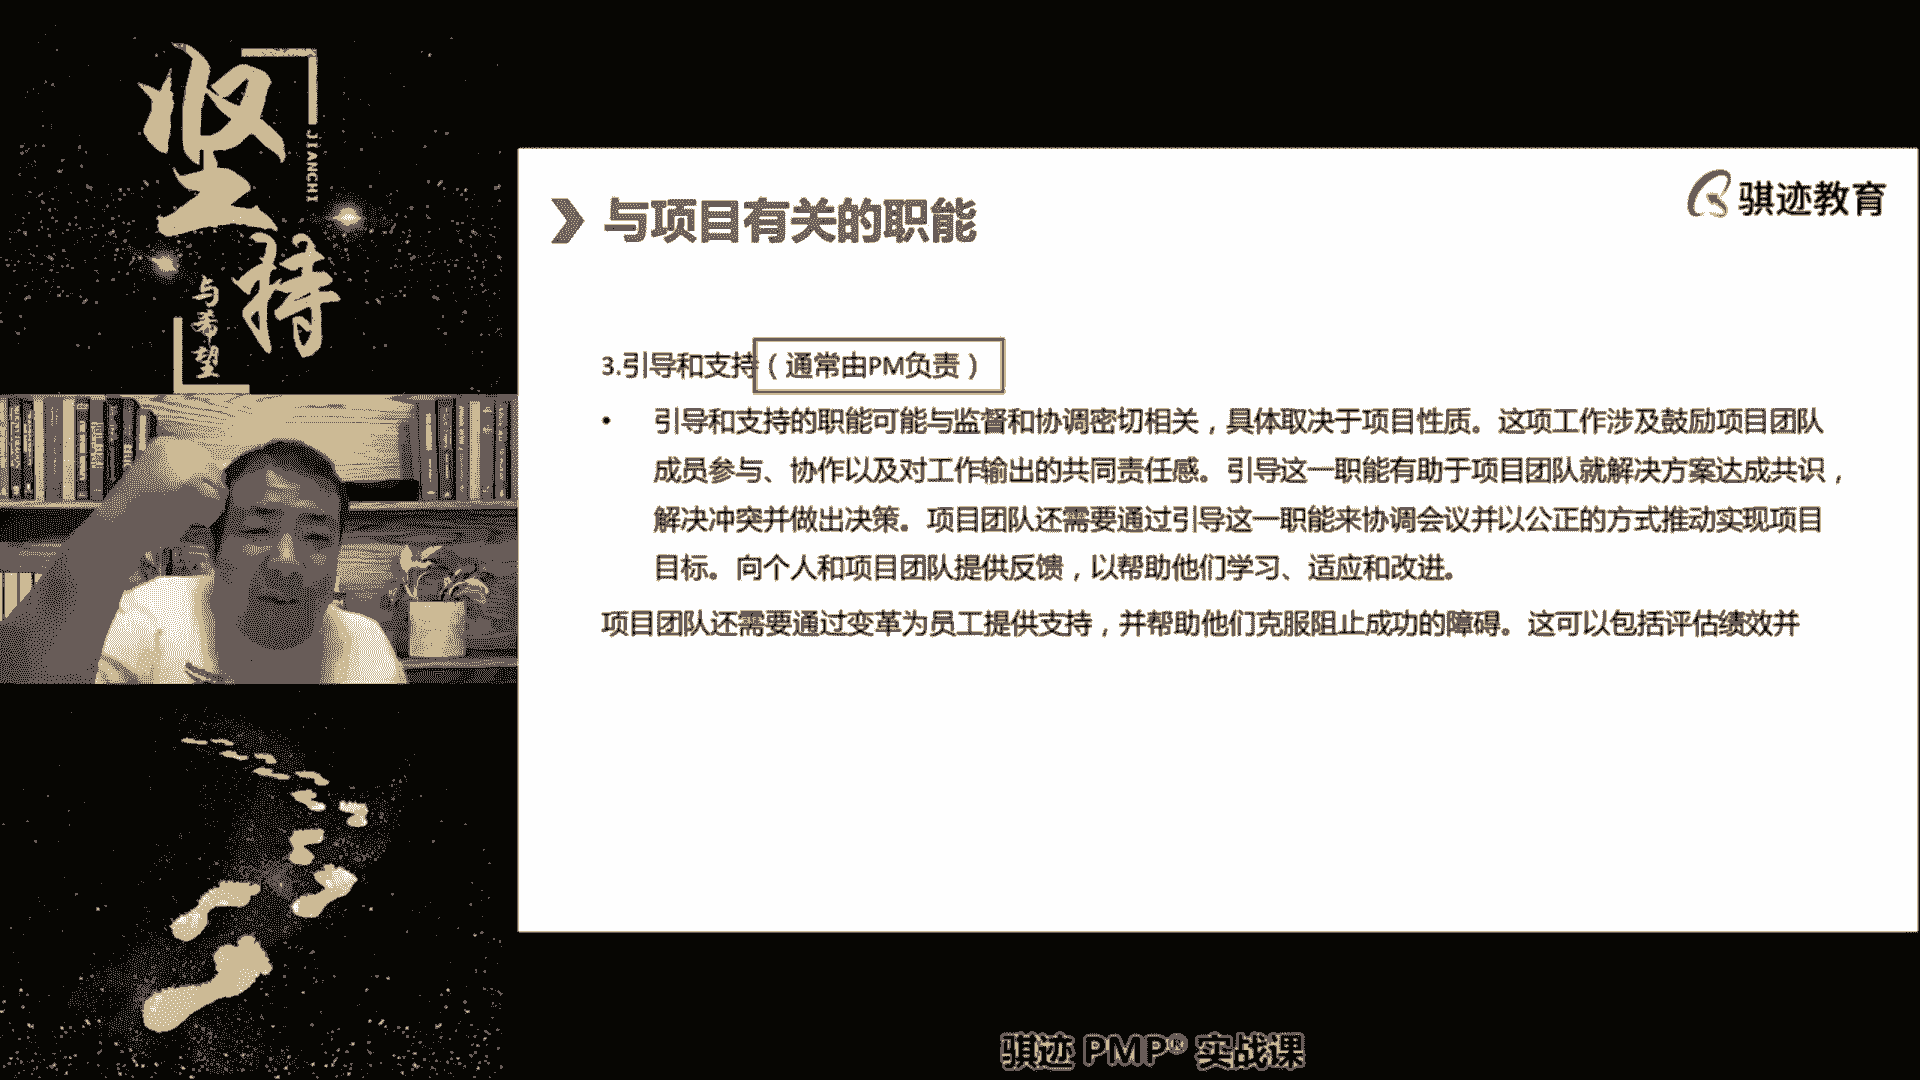 坚持
JIANCHI
与希望
骐迹教育
与项目有关的职能
3.引导和支持（通常由PM负责）
• 引导和支持的职能可能与监督和协调密切相关，具体取决于项目性质。这项工作涉及鼓励项目团队
成员参与、协作以及对工作输出的共同责任感。引导这一职能有助于项目团队就解决方案达成共识，
解决冲突并做出决策。项目团队还需要通过引导这一职能来协调会议并以公正的方式推动实现项目
目标。向个人和项目团队提供反馈，以帮助他们学习、适应和改进。
项目团队还需要通过变革为员工提供支持，并帮助他们克服阻止成功的障碍。这可以包括评估绩效并
骐迹 PMP® 实战课